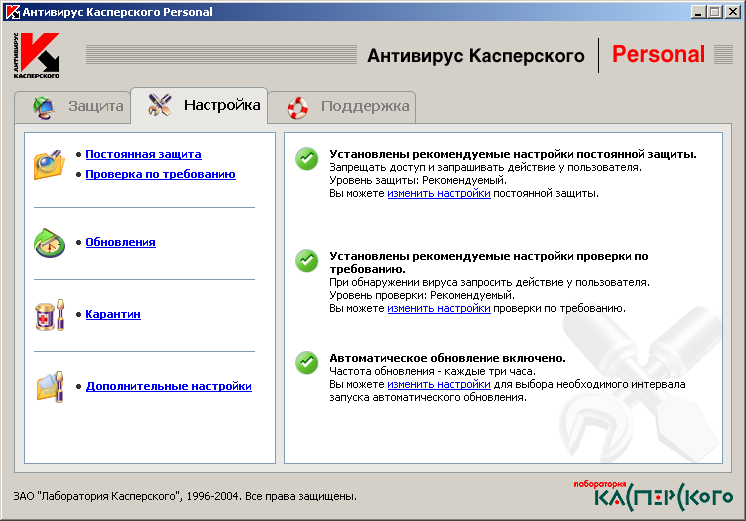 Антивирус Касперского Personal
АНТИВИРУС
КАСПЕРСКОГО
Антивирус Касперского
Personal
Защита
Настройка
Поддержка
Постоянная защита
Проверка по требованию
Обновления
Карантин
Дополнительные настройки
Установлены рекомендуемые настройки постоянной защиты.
Запрещать доступ и запрашивать действие у пользователя.
Уровень защиты: Рекомендуемый.
Вы можете изменить настройки постоянной защиты.
Установлены рекомендуемые настройки проверки по
требованию.
При обнаружении вируса запросить действие у пользователя.
Уровень проверки: Рекомендуемый.
Вы можете изменить настройки проверки по требованию.
Автоматическое обновление включено.
Частота обновления - каждые три часа.
Вы можете изменить настройки для выбора необходимого интервала
запуска автоматического обновления.
ЗАО "Лаборатория Касперского", 1996-2004. Все права защищены.
лаборатория
КАСПЕРСКОГО